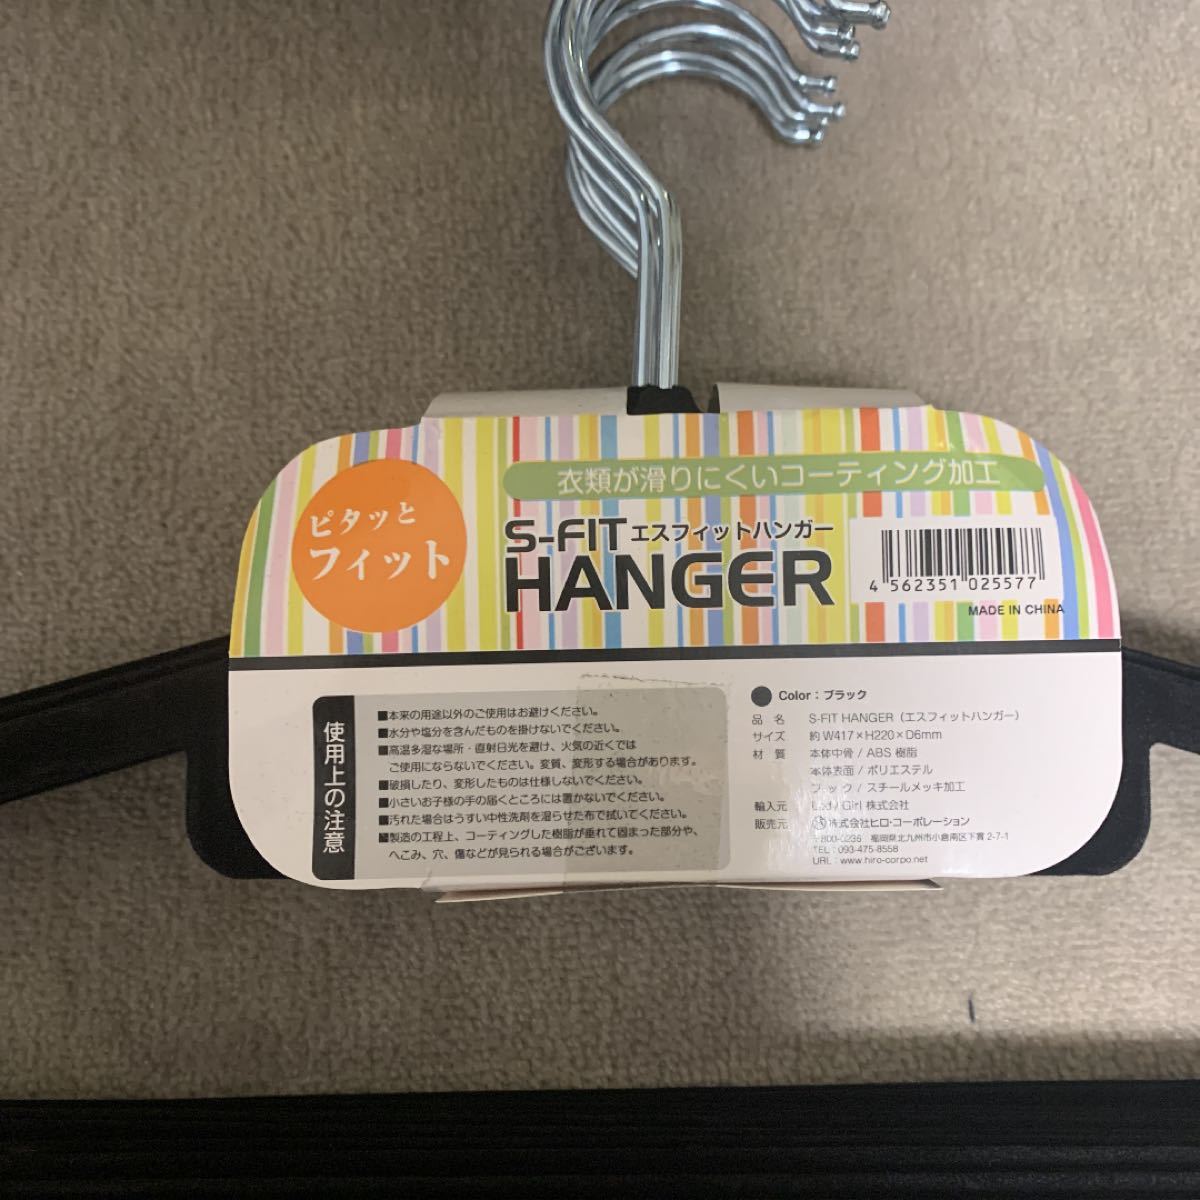 衣類が滑りにくいコーティング加工
ピタッと
フィット
S-FIT エスフィットハンガー
HANGER
4 562351 025577
MADE IN CHINA
使用上の注意
■本来の用途以外のご使用はお避けください。
■水分や塩分を含んだものを掛けないでください。
■高温多湿な場所・直射日光を避け、火気の近くでは
ご使用にならないでください。変質、変形する場合があります。
■破損したり、変形したものは仕様しないでください。
■小さいお子様の手の届くところには置かないでください。
■汚れた場合はうすい中性洗剤を湿らせた布で拭いてください。
■製造の工程上、コーティングした樹脂が垂れて固まった部分や、
へこみ、穴、傷などが見られる場合がございます。
Color：ブラック
品 名 S-FIT HANGER（エスフィットハンガー）
サイズ 約 W417×H220×D6mm
材 質 本体中骨 / ABS 樹脂
本体表面 / ポリエステル
フック / スチールメッキ加工
輸入元 Girl 株式会社
販売元 株式会社ヒロ・コーポレーション
〒800-0236 福岡県北九州市小倉南区下貫 2-7-1
TEL：093-475-8558
URL：www.hiro-corpo.net